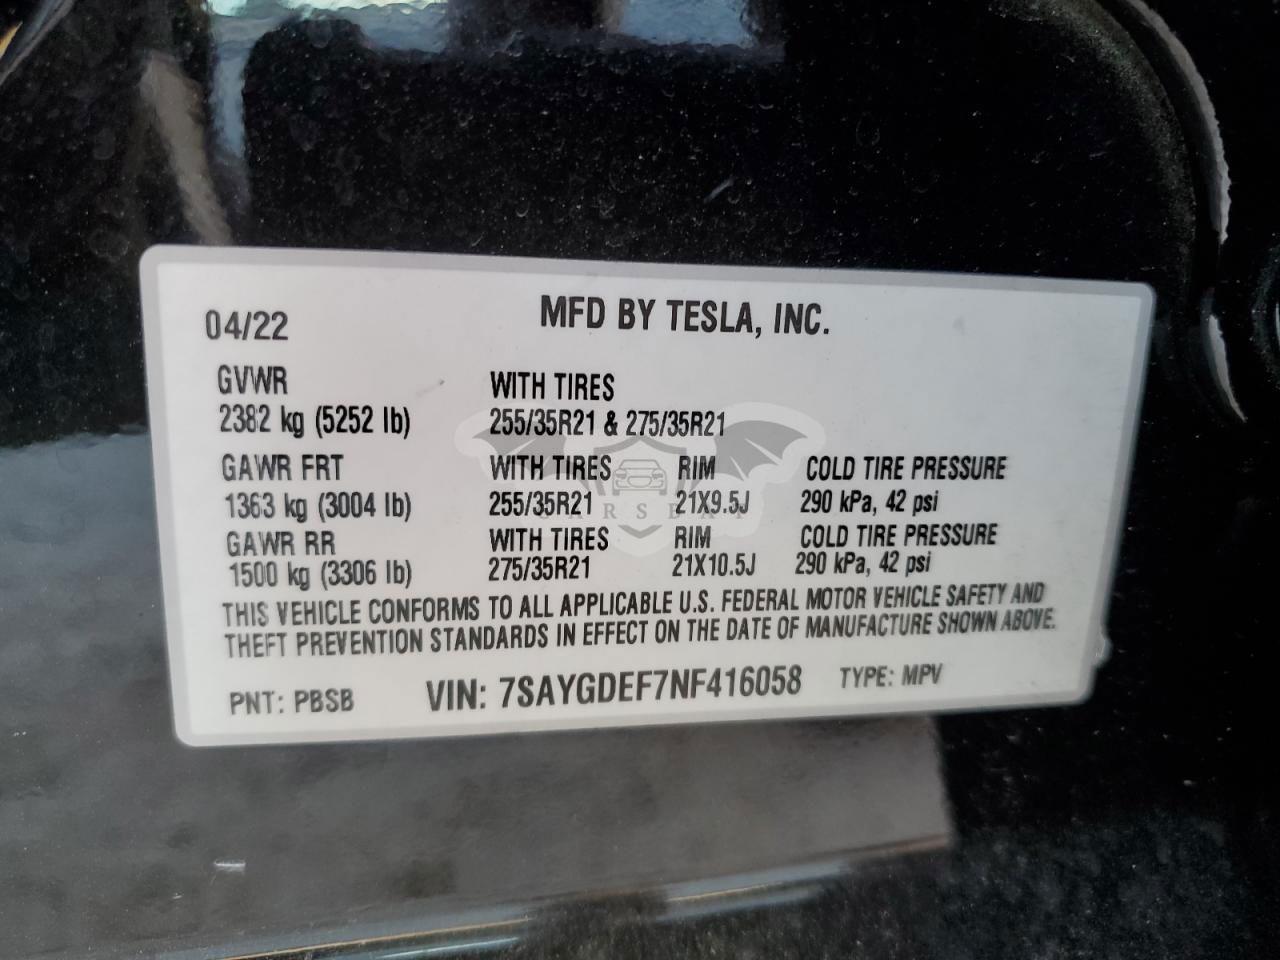 04/22 MFD BY TESLA, INC.
GVWR WITH TIRES
2382 kg (5252 lb) 255/35R21 & 275/35R21
GAWR FRT WITH TIRES RIM COLD TIRE PRESSURE
1363 kg (3004 lb) 255/35R21 21X9.5J 290 kPa, 42 psi
GAWR RR WITH TIRES RIM COLD TIRE PRESSURE
1500 kg (3306 lb) 275/35R21 21X10.5J 290 kPa, 42 psi
THIS VEHICLE CONFORMS TO ALL APPLICABLE U.S. FEDERAL MOTOR VEHICLE SAFETY AND
THEFT PREVENTION STANDARDS IN EFFECT ON THE DATE OF MANUFACTURE SHOWN ABOVE.
PNT: PBSB VIN: 7SAYGDEF7NF416058 TYPE: MPV